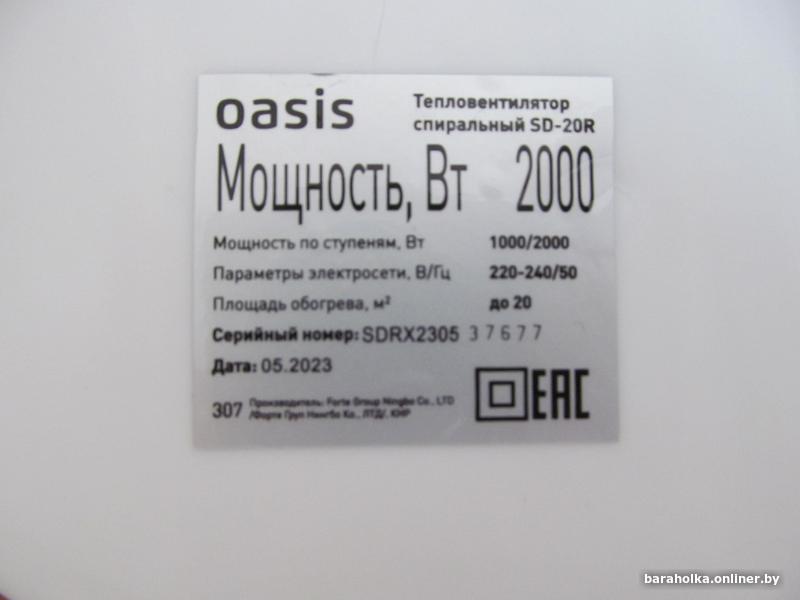 oasis
Тепловентилятор
спиральный SD-20R
Мощность, Вт 2000
Мощность по ступеням, Вт 1000/2000
Параметры электросети, В/Гц 220-240/50
Площадь обогрева, м² до 20
Серийный номер: SDRX2305 37677
Дата: 05.2023
307 Производитель: Forte Group Ningbo Co., LTD
/Форте Груп Нингбо Ко., ЛТД/, КНР
EAC
baraholka.onliner.by